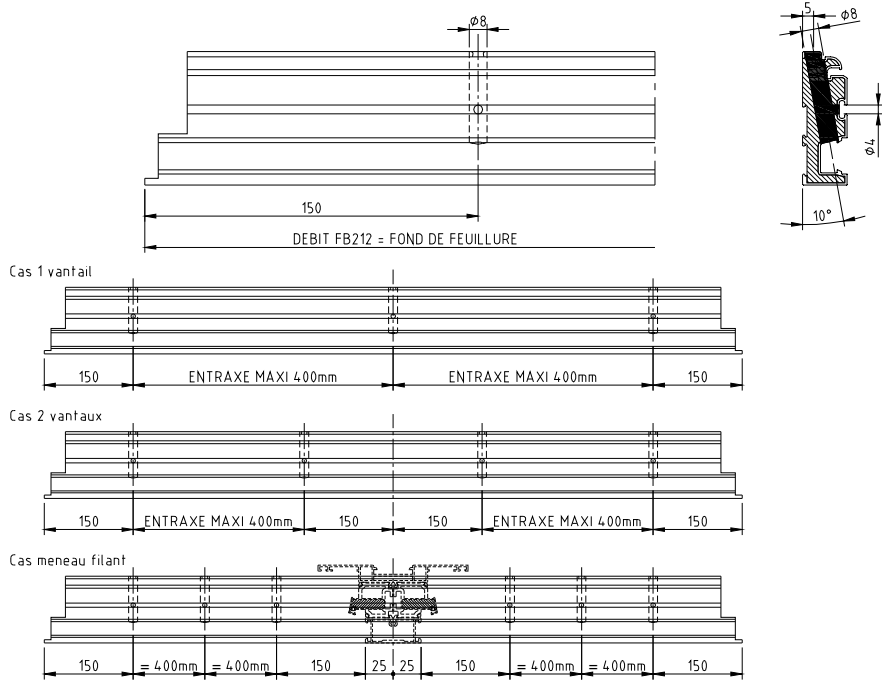 Ø8
5
Ø8
Ø4
150
10°
DEBIT FB212 = FOND DE FEUILLURE
Cas 1 vantail
150 ENTRAXE MAXI 400mm ENTRAXE MAXI 400mm 150
Cas 2 vantaux
150 ENTRAXE MAXI 400mm 150 150 ENTRAXE MAXI 400mm 150
Cas meneau filant
150 = 400mm = 400mm 150 25 25 150 = 400mm = 400mm 150